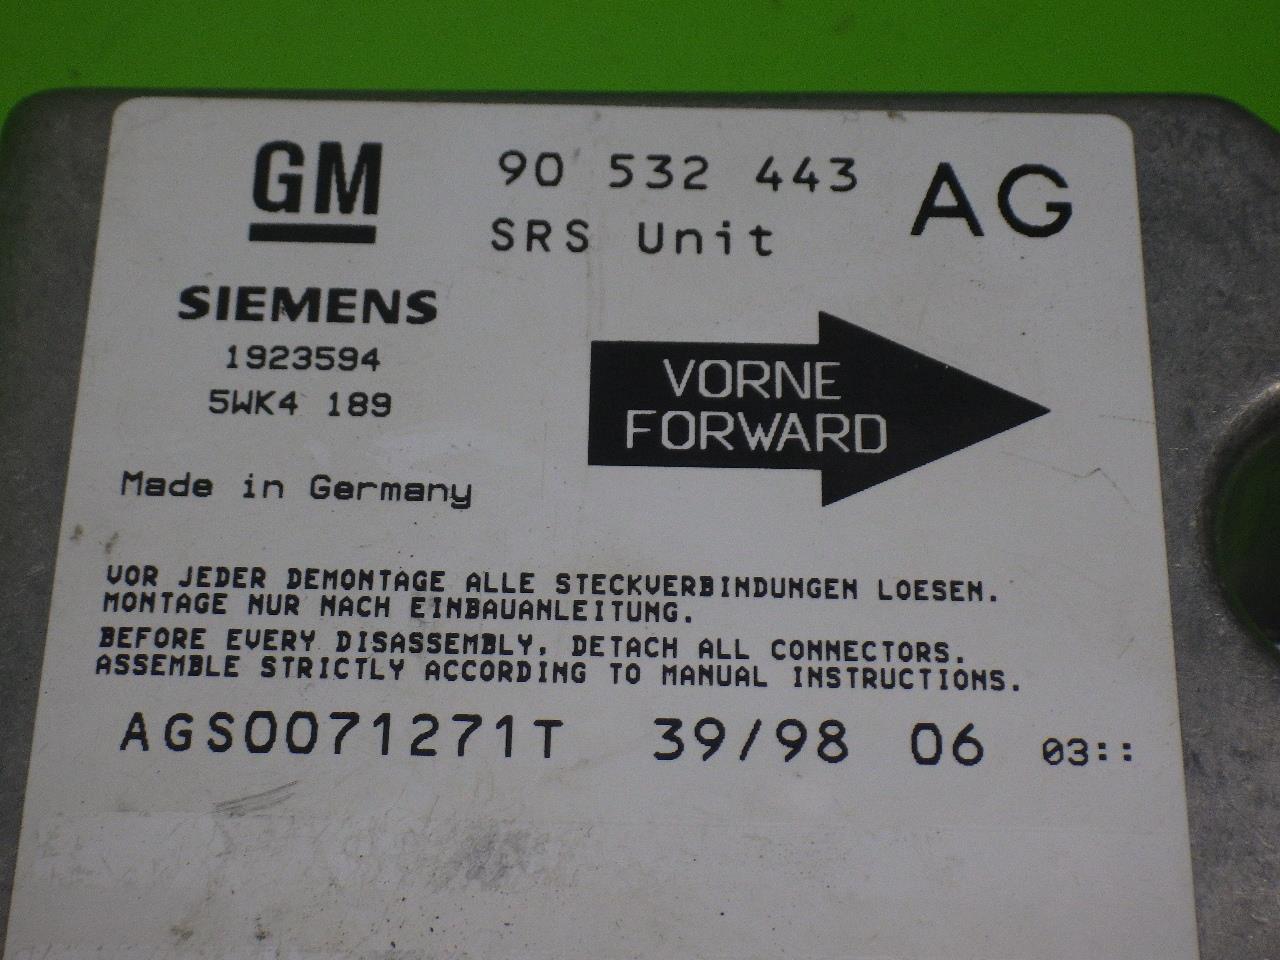 GM
90 532 443
AG
SRS Unit
SIEMENS
1923594
5WK4 189
VORNE
FORWARD
Made in Germany
VOR JEDER DEMONTAGE ALLE STECKVERBINDUNGEN LOESEN.
MONTAGE NUR NACH EINBAUANLEITUNG.
BEFORE EVERY DISASSEMBLY, DETACH ALL CONNECTORS.
ASSEMBLE STRICTLY ACCORDING TO MANUAL INSTRUCTIONS.
AGS0071271T 39/98 06 03::